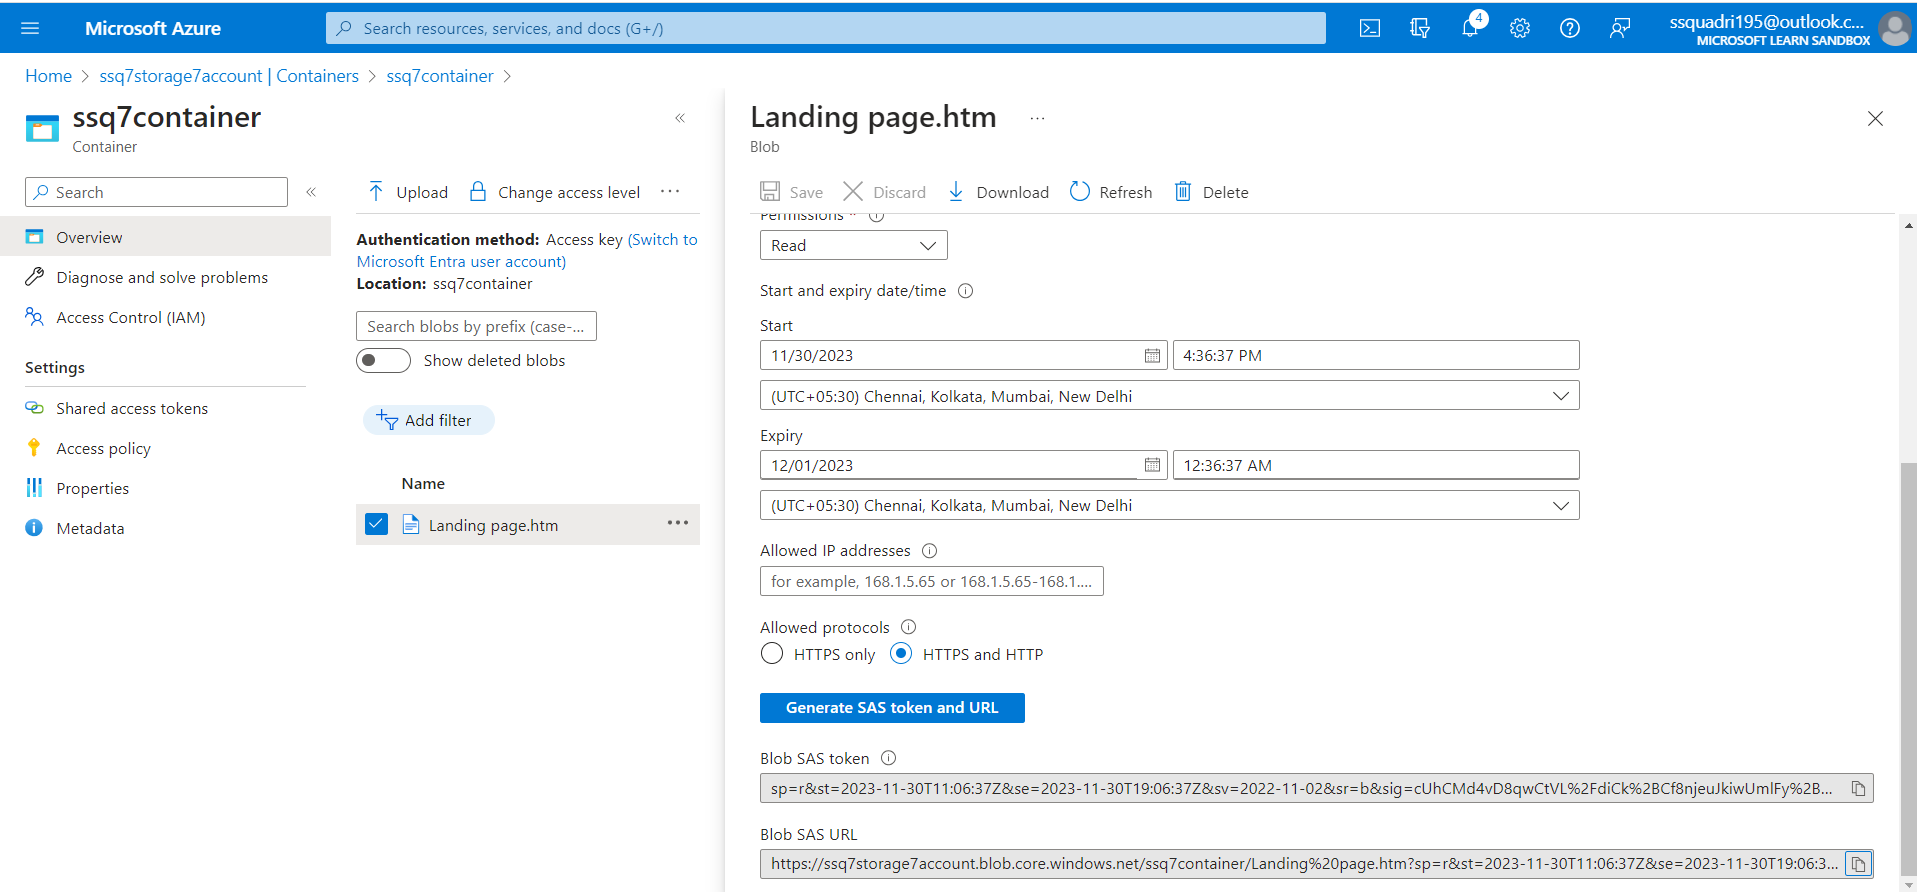 Microsoft Azure
Search resources, services, and docs (G+/)
4
ssquadri195@outlook.c...
MICROSOFT LEARN SANDBOX
Home > ssq7storage7account | Containers > ssq7container >
ssq7container
Container
«
Search
«
Overview
Diagnose and solve problems
Access Control (IAM)
Settings
Shared access tokens
Access policy
Properties
Metadata
Upload Change access level ...
Authentication method: Access key (Switch to
Microsoft Entra user account)
Location: ssq7container
Search blobs by prefix (case-...
Show deleted blobs
Add filter
Name
Landing page.htm ...
Landing page.htm ...
Blob
Save Discard Download Refresh Delete
Permissions *
Read
Start and expiry date/time
Start
11/30/2023 4:36:37 PM
(UTC+05:30) Chennai, Kolkata, Mumbai, New Delhi
Expiry
12/01/2023 12:36:37 AM
(UTC+05:30) Chennai, Kolkata, Mumbai, New Delhi
Allowed IP addresses
for example, 168.1.5.65 or 168.1.5.65-168.1....
Allowed protocols
HTTPS only HTTPS and HTTP
Generate SAS token and URL
Blob SAS token
sp=r&st=2023-11-30T11:06:37Z&se=2023-11-30T19:06:37Z&sv=2022-11-02&sr=b&sig=cUhCMd4vD8qwCtVL%2FdiCk%2BCf8njeuJkiwUmlFy%2B...
Blob SAS URL
https://ssq7storage7account.blob.core.windows.net/ssq7container/Landing%20page.htm?sp=r&st=2023-11-30T11:06:37Z&se=2023-11-30T19:06:3...